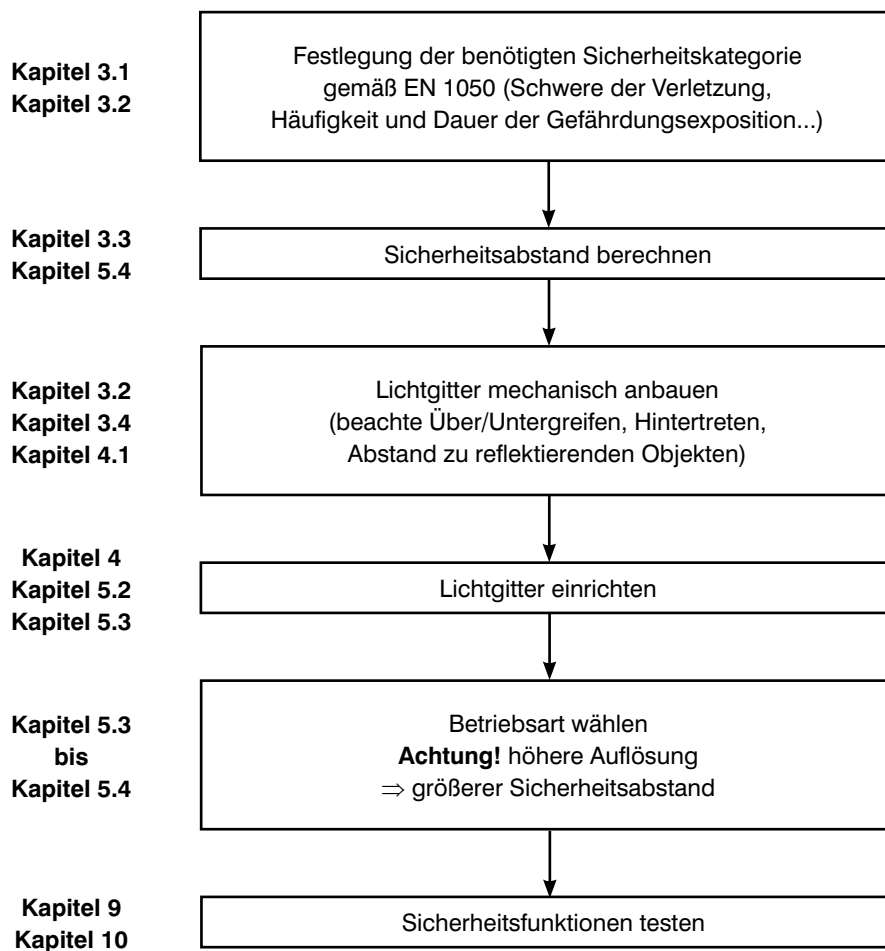 Kapitel 3.1
Kapitel 3.2
Festlegung der benötigten Sicherheitskategorie
gemäß EN 1050 (Schwere der Verletzung,
Häufigkeit und Dauer der Gefährdungsexposition...)
Kapitel 3.3
Kapitel 5.4
Sicherheitsabstand berechnen
Kapitel 3.2
Kapitel 3.4
Kapitel 4.1
Lichtgitter mechanisch anbauen
(beachte Über/Untergreifen, Hintertreten,
Abstand zu reflektierenden Objekten)
Kapitel 4
Kapitel 5.2
Kapitel 5.3
Lichtgitter einrichten
Kapitel 5.3
bis
Kapitel 5.4
Betriebsart wählen
Achtung! höhere Auflösung
⇒ größerer Sicherheitsabstand
Kapitel 9
Kapitel 10
Sicherheitsfunktionen testen